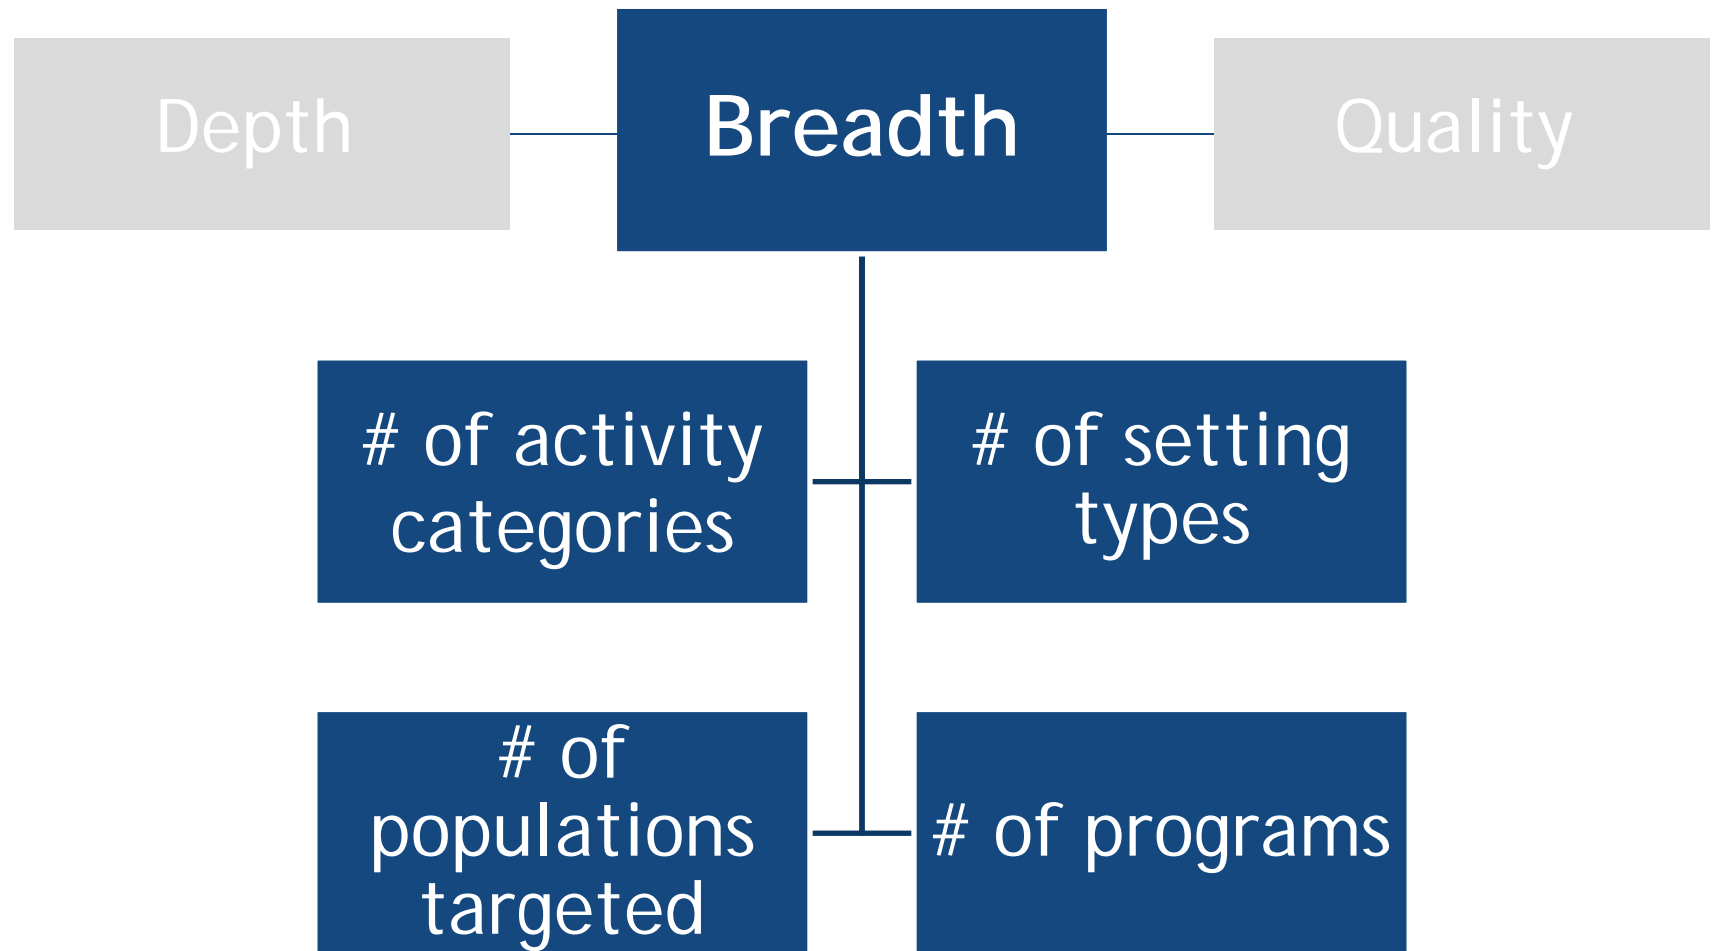 Depth
Breadth
Quality
# of activity
categories
# of setting
types
# of
populations
targeted
# of programs